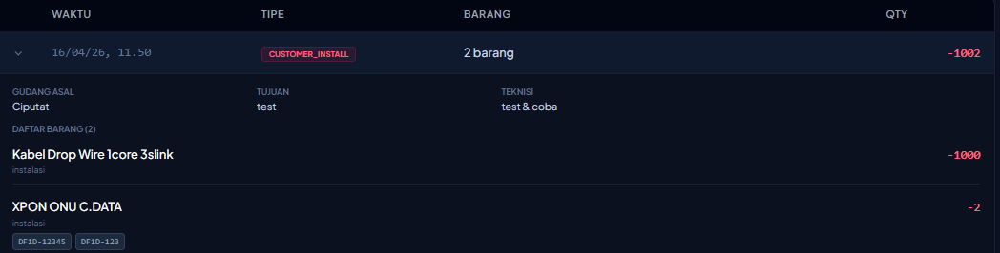 WAKTU TIPE BARANG QTY
16/04/26, 11.50 CUSTOMER_INSTALL 2 barang -1002
GUDANG ASAL TUJUAN TEKNISI
Ciputat test test & coba
DAFTAR BARANG (2)
Kabel Drop Wire 1core 3slink -1000
instalasi
XPON ONU C.DATA -2
instalasi
DF1D-12345 DF1D-123